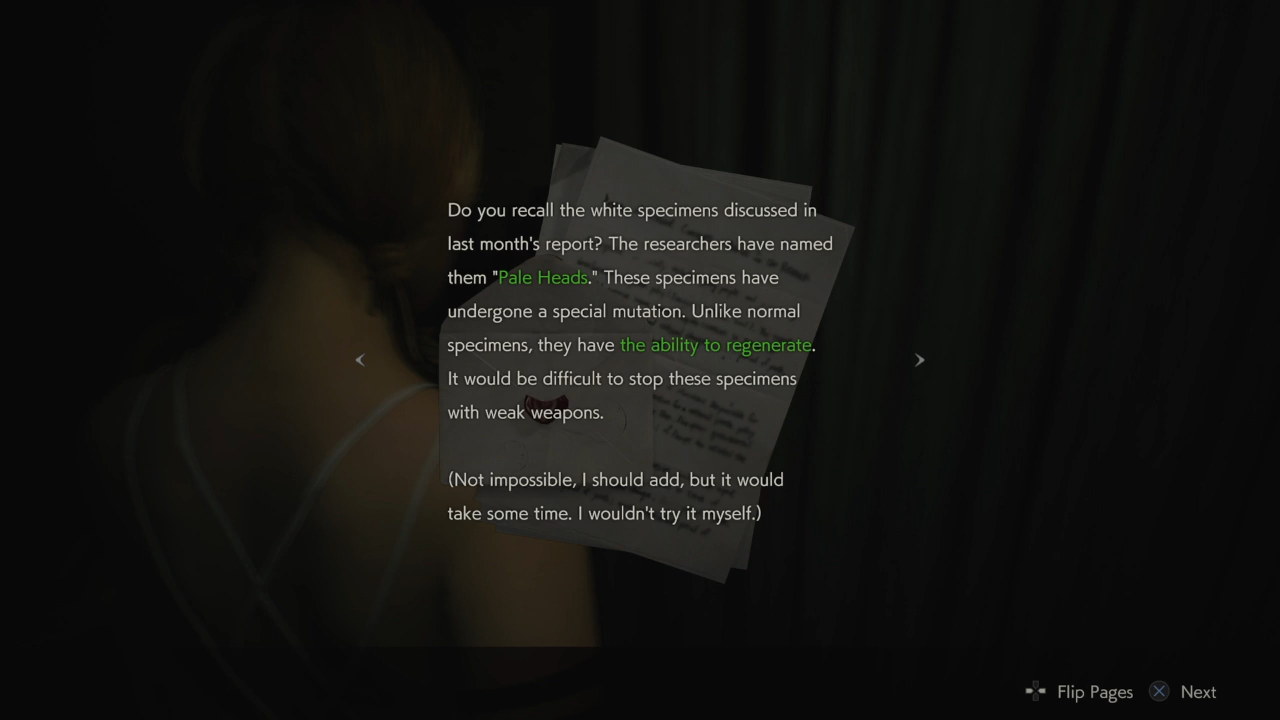 Do you recall the white specimens discussed in
last month's report? The researchers have named
them "Pale Heads." These specimens have
undergone a special mutation. Unlike normal
specimens, they have the ability to regenerate.
It would be difficult to stop these specimens
with weak weapons.
(Not impossible, I should add, but it would
take some time. I wouldn't try it myself.)
Flip Pages Next